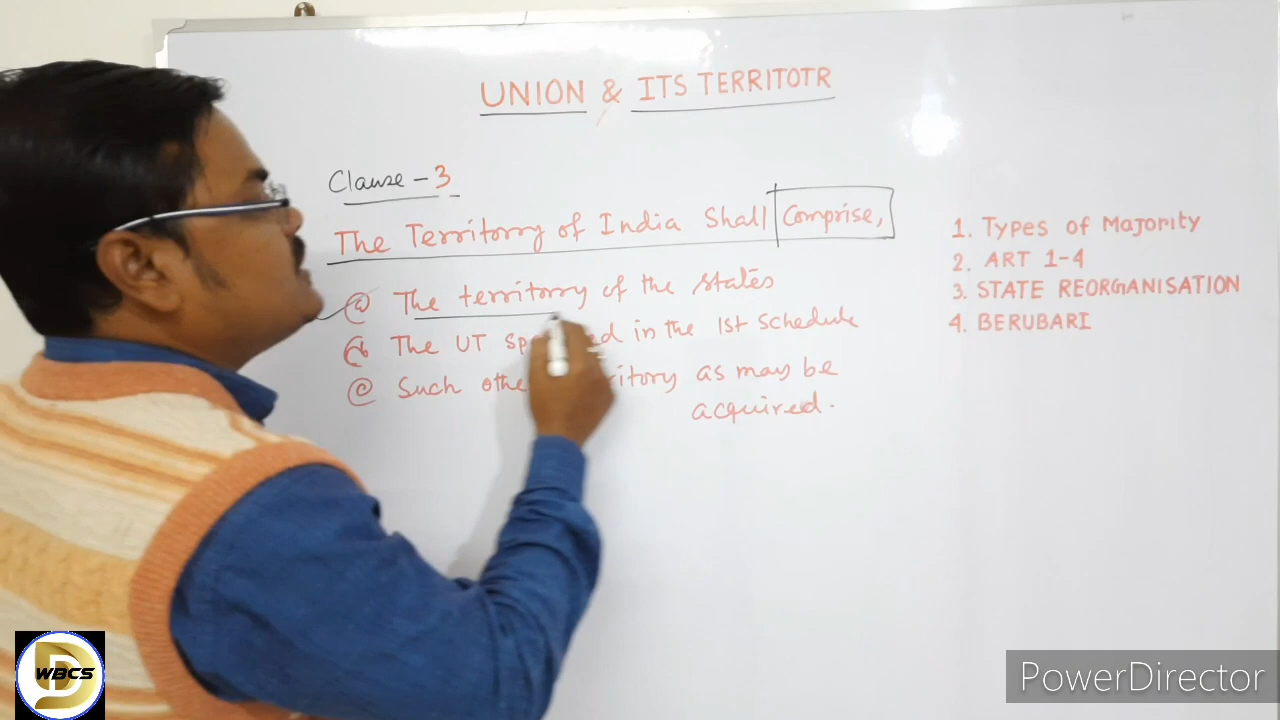 UNION & ITS TERRITOTR
Clause - 3
The Territorry of India Shall Comprise,
(a) The territorry of the states
The UT in the 1st Schedule
(c) Such as may be
acquired.
1. Types of Majority
2. ART 1-4
3. STATE REORGANISATION
4. BERUBARI
WBCS
PowerDirector